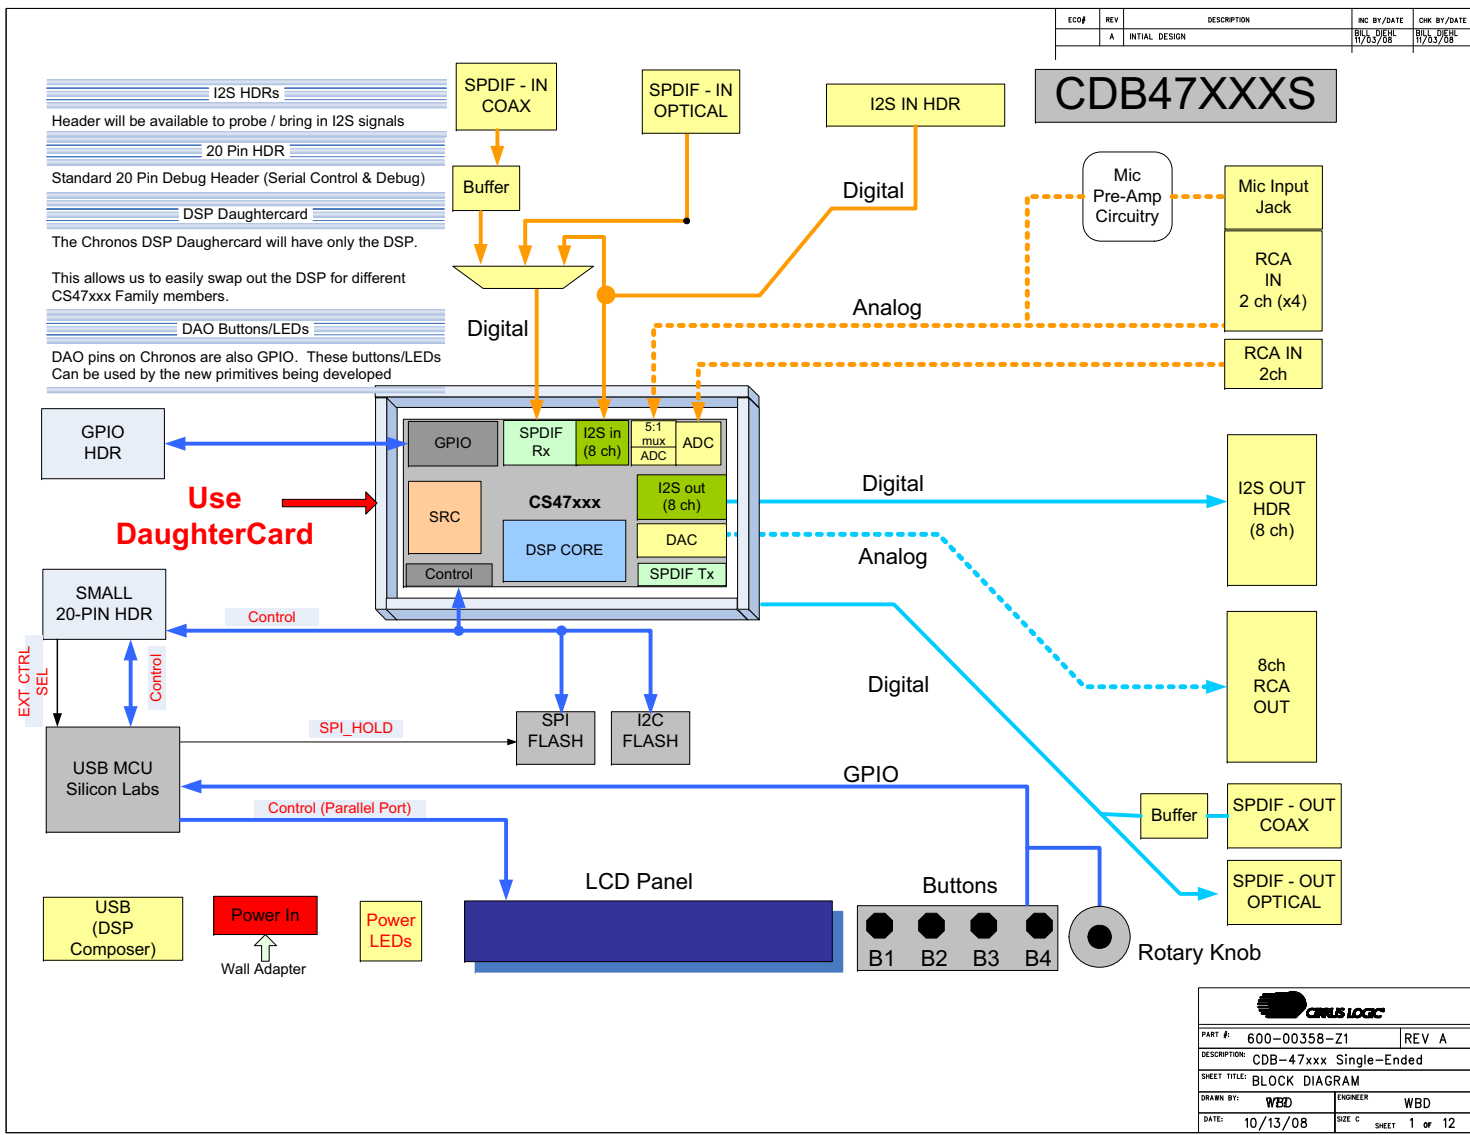 ECO#
REV
DESCRIPTION
INC BY/DATE
CHK BY/DATE
A
INTIAL DESIGN
BILL DIEHL
11/03/08
BILL DIEHL
11/03/08
CDB47XXXS
I2S HDRs
Header will be available to probe / bring in I2S signals
20 Pin HDR
Standard 20 Pin Debug Header (Serial Control & Debug)
DSP Daughtercard
The Chronos DSP Daughercard will have only the DSP.
This allows us to easily swap out the DSP for different
CS47xxx Family members.
DAO Buttons/LEDs
DAO pins on Chronos are also GPIO.  These buttons/LEDs
Can be used by the new primitives being developed
SPDIF - IN
COAX
SPDIF - IN
OPTICAL
I2S IN HDR
Buffer
Digital
Digital
Analog
Mic
Pre-Amp
Circuitry
Mic Input
Jack
RCA
IN
2 ch (x4)
RCA IN
2ch
GPIO
HDR
Use
DaughterCard
GPIO
SPDIF
Rx
I2S in
(8 ch)
5:1
mux
ADC
ADC
SRC
CS47xxx
DSP CORE
I2S out
(8 ch)
DAC
SPDIF Tx
Control
Digital
Analog
Digital
I2S OUT
HDR
(8 ch)
8ch
RCA
OUT
SMALL
20-PIN HDR
Control
EXT CTRL
SEL
Control
SPI_HOLD
SPI
FLASH
I2C
FLASH
USB MCU
Silicon Labs
GPIO
Control (Parallel Port)
Buffer
SPDIF - OUT
COAX
SPDIF - OUT
OPTICAL
LCD Panel
Buttons
B1
B2
B3
B4
Rotary Knob
USB
(DSP
Composer)
Power In
Wall Adapter
Power
LEDs
CIRRUS LOGIC
PART #:
600-00358-Z1
REV A
DESCRIPTION:
CDB-47xxx Single-Ended
SHEET TITLE:
BLOCK DIAGRAM
DRAWN BY:
WBD
ENGINEER
WBD
DATE:
10/13/08
SIZE C
SHEET
1 OF 12